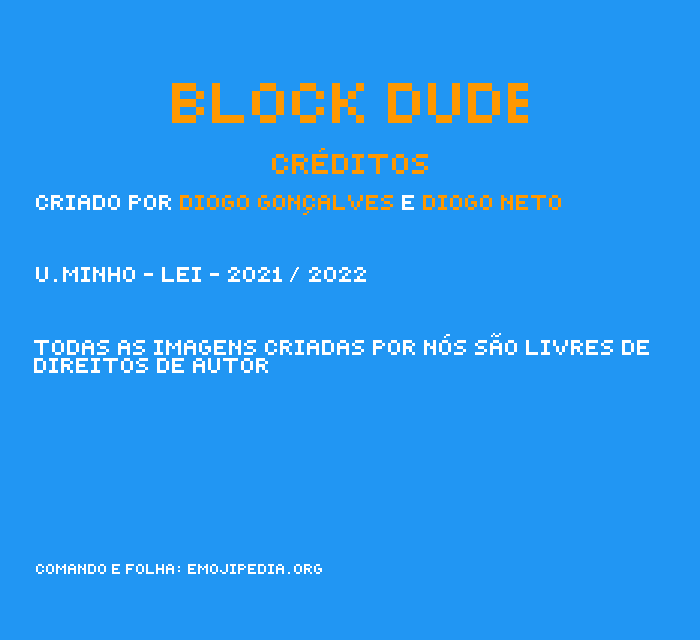 BLOCK DUDE
CRÉDITOS
CRIADO POR DIOGO GONÇALVES E DIOGO NETO
U.MINHO - LEI - 2021 / 2022
TODAS AS IMAGENS CRIADAS POR NÓS SÃO LIVRES DE
DIREITOS DE AUTOR
COMANDO E FOLHA: EMOJIPEDIA.ORG